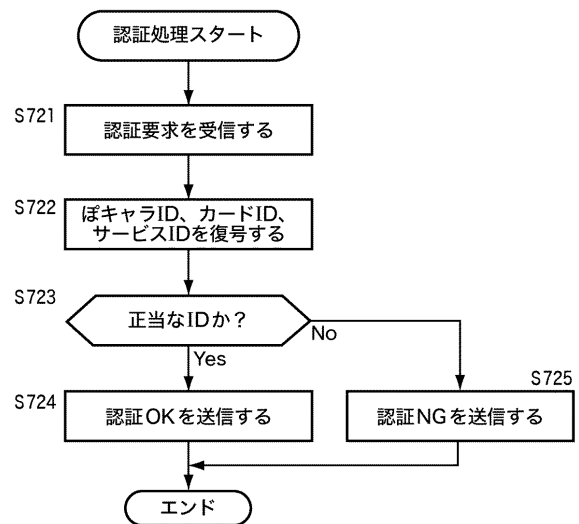 認証処理スタート
S721
認証要求を受信する
S722
ぽキャラID、カードID、
サービスIDを復号する
S723
正当なIDか？
No
Yes
S724
認証OKを送信する
S725
認証NGを送信する
エンド